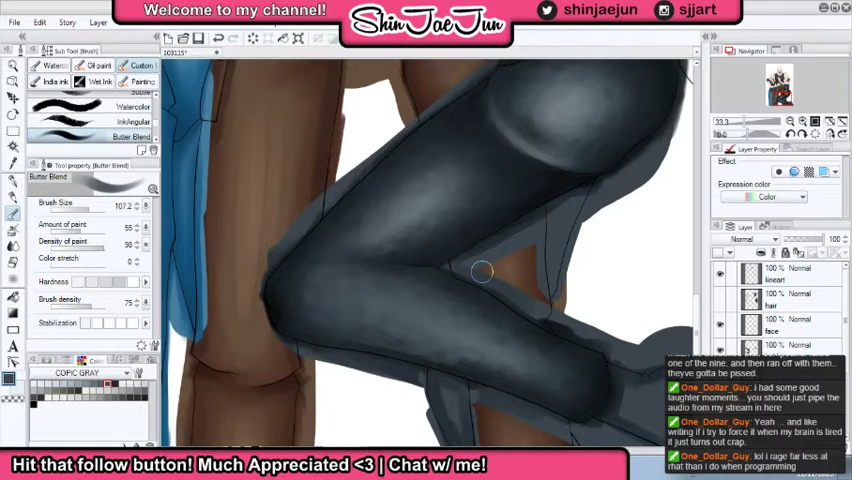 Welcome to my channel!
ShinJaeJun
shinjaejun
sjjart
File Edit Story Layer
Sub Tool [Brush]
103115*
Navigator
Oil paint
Custom
India ink
Wet Ink
Painting
Watercolor
InkAngular
Butter Blend
Tool property [Butter Blend]
Butter Blend
Brush Size 107.2
Amount of paint 55
Density of paint 98
Color stretch 0
Hardness
Brush density 75
Stabilization
COPIC GRAY
33.3
0.0
Layer Property
Effect
Expression color
Color
Layer
Normal 100
100 % Normal
lineart
100 % Normal
hair
100 % Normal
face
one of the nine. and then ran off with them..
theyve gotta be pissed.
One_Dollar_Guy: i had some good
laughter moments... you should just pipe the
audio from my stream in here
One_Dollar_Guy: Yeah ... and like
writing if i try to force it when my brain is tired
it just turns out crap.
One_Dollar_Guy: lol i rage far less at
rhat than i do when programming
Hit that follow button! Much Appreciated <3 | Chat w/ me!